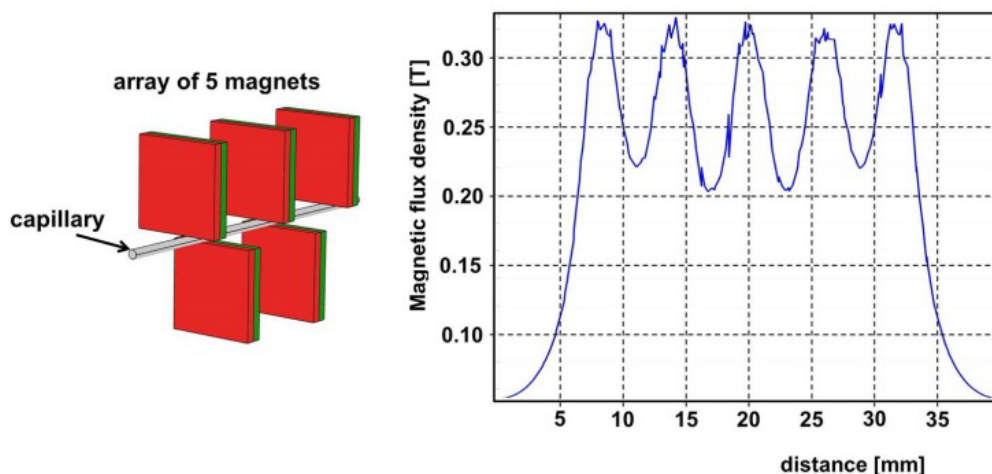 array of 5 magnets
capillary
Magnetic flux density [T]
0.30
0.25
0.20
0.15
0.10
5 10 15 20 25 30 35
distance [mm]